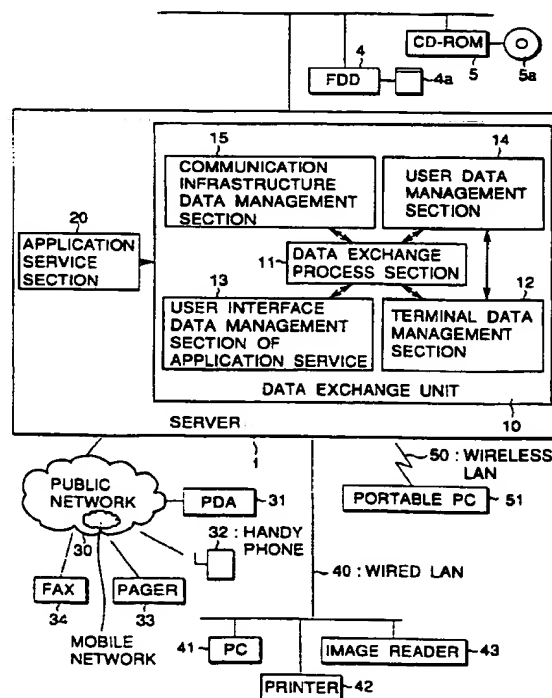 CD-ROM
5
5a
4
FDD
4a
15
COMMUNICATION
INFRASTRUCTURE
DATA MANAGEMENT
SECTION
14
USER DATA
MANAGEMENT
SECTION
20
APPLICATION
SERVICE
SECTION
11
DATA EXCHANGE
PROCESS SECTION
13
USER INTERFACE
DATA MANAGEMENT
SECTION OF
APPLICATION SERVICE
12
TERMINAL DATA
MANAGEMENT
SECTION
DATA EXCHANGE UNIT
10
SERVER
1
50 : WIRELESS
LAN
PUBLIC
NETWORK
30
PDA
31
PORTABLE PC
51
32 : HANDY
PHONE
FAX
34
PAGER
33
40 : WIRED LAN
MOBILE
NETWORK
41
PC
IMAGE READER
43
PRINTER
42